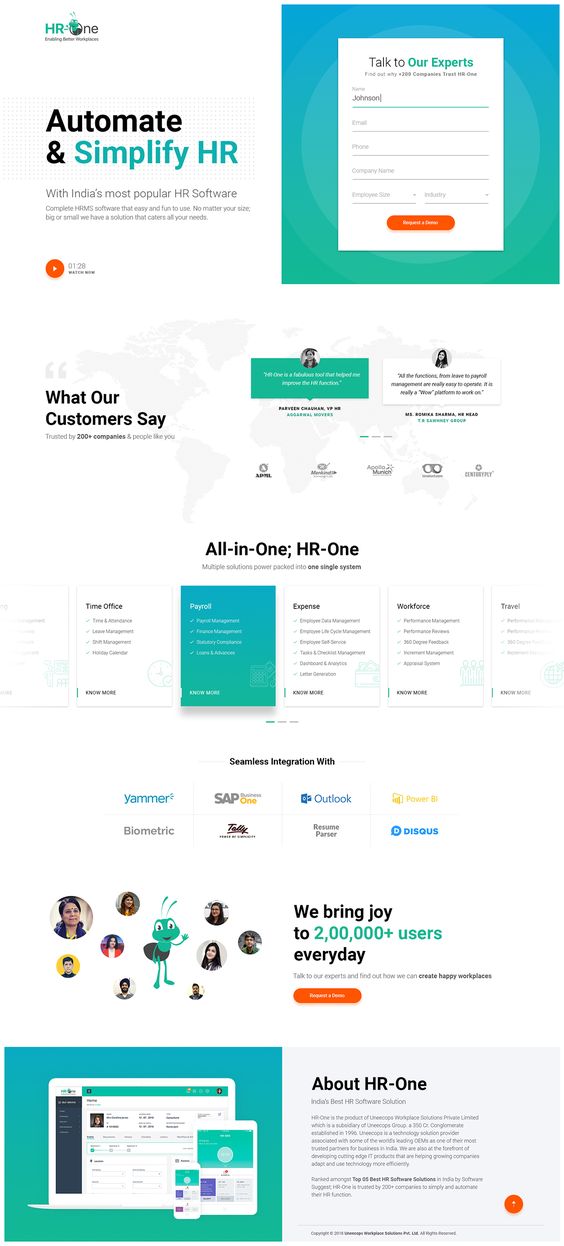 HR-One
Enabling Better Workplaces
Automate
& Simplify HR
With India's most popular HR Software
Complete HRMS software that easy and fun to use. No matter your size;
big or small we have a solution that caters all your needs.
01:28
WATCH NOW
Talk to Our Experts
Find out why +200 Companies Trust HR-One
Name
Johnson
Email
Phone
Company Name
Employee Size
Industry
Request a Demo
What Our
Customers Say
Trusted by 200+ companies & people like you
"HR-One is a fabulous tool that helped me
improve the HR function."
PARVEEN CHAUHAN, VP HR
AGGARWAL MOVERS
"All the functions, from leave to payroll
management are really easy to operate. It is
really a "Wow" platform to work on."
MS. ROMIKA SHARMA, HR HEAD
T R SAWHNEY GROUP
APML
Mankind
Apollo
Munich
CENTURYPLY
All-in-One; HR-One
Multiple solutions power packed into one single system
Time Office
Time & Attendance
Leave Management
Shift Management
Holiday Calendar
KNOW MORE
Payroll
Payroll Management
Finance Management
Statutory Compliance
Loans & Advances
KNOW MORE
Expense
Employee Data Management
Employee Life Cycle Management
Employee Self-Service
Tasks & Checklist Management
Dashboard & Analytics
Letter Generation
KNOW MORE
Workforce
Performance Management
Performance Reviews
360 Degree Feedback
Increment Management
Appraisal System
KNOW MORE
Travel
KNOW MORE
Seamless Integration With
yammer
SAP Business One
Outlook
Power BI
Biometric
Tally
POWER OF SIMPLICITY
Resume
Parser
DISQUS
We bring joy
to 2,00,000+ users
everyday
Talk to our experts and find out how we can create happy workplaces
Request a Demo
About HR-One
India's Best HR Software Solution
HR-One is the product of Uneecops Workplace Solutions Private Limited
which is a subsidiary of Uneecops Group, a 350 Cr. Conglomerate
established in 1996. Uneecops is a technology solution provider
associated with some of the world's leading OEMs as one of their most
trusted partners for business in India. We are also at the forefront of
developing cutting edge IT products that are helping growing companies
adapt and use technology more efficiently.
Ranked amongst Top 05 Best HR Software Solutions in India by Software
Suggest; HR-One is trusted by 200+ companies to simply and automate
their HR function.
Copyright © 2018 Uneecops Workplace Solutions Pvt. Ltd. All Rights Reserved.